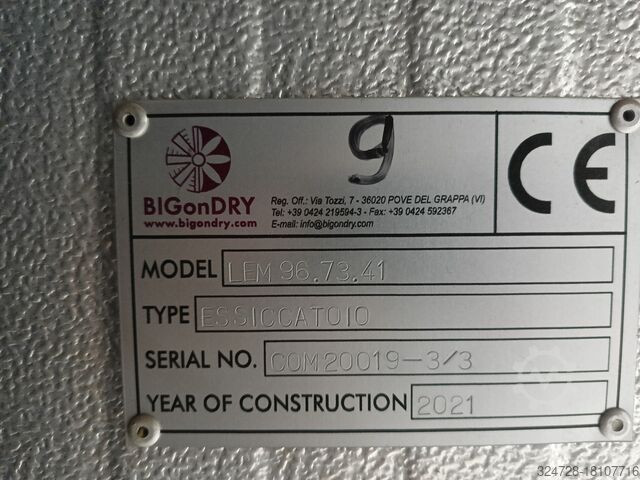 9
CE
BIGonDRY
www.bigondry.com
Reg. Off.: Via Tozzi, 7 - 36020 POVE DEL GRAPPA (VI)
Tel: +39 0424 219594-3 - Fax: +39 0424 592367
E-mail: info@bigondry.com
MODEL LEM 96.73.41
TYPE ESSICCATOIO
SERIAL NO. COM20019-3/3
YEAR OF CONSTRUCTION 2021
324728-18107716